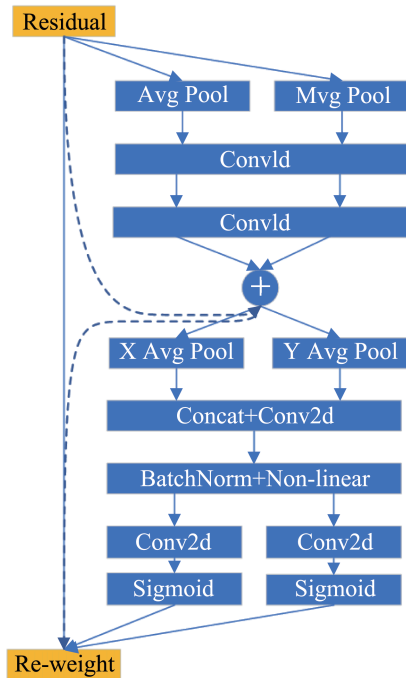 Residual
Avg Pool
Mvg Pool
Convld
Convld
+
X Avg Pool
Y Avg Pool
Concat+Conv2d
BatchNorm+Non-linear
Conv2d
Conv2d
Sigmoid
Sigmoid
Re-weight